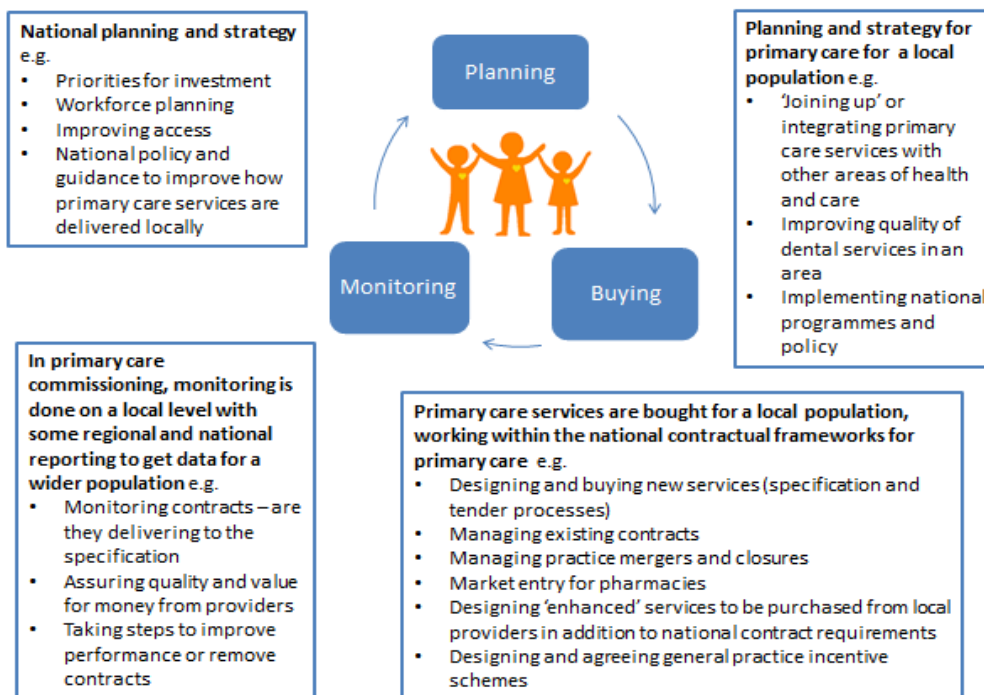 National planning and strategy
e.g.
• Priorities for investment
• Workforce planning
• Improving access
• National policy and
guidance to improve how
primary care services are
delivered locally
Planning
Planning and strategy for
primary care for a local
population e.g.
• 'Joining up' or
integrating primary
care services with
other areas of health
and care
• Improving quality of
dental services in an
area
• Implementing national
programmes and
policy
Monitoring
Buying
In primary care
commissioning, monitoring is
done on a local level with
some regional and national
reporting to get data for a
wider population e.g.
• Monitoring contracts – are
they delivering to the
specification
• Assuring quality and value
for money from providers
• Taking steps to improve
performance or remove
contracts
Primary care services are bought for a local population,
working within the national contractual frameworks for
primary care e.g.
• Designing and buying new services (specification and
tender processes)
• Managing existing contracts
• Managing practice mergers and closures
• Market entry for pharmacies
• Designing 'enhanced' services to be purchased from local
providers in addition to national contract requirements
• Designing and agreeing general practice incentive
schemes